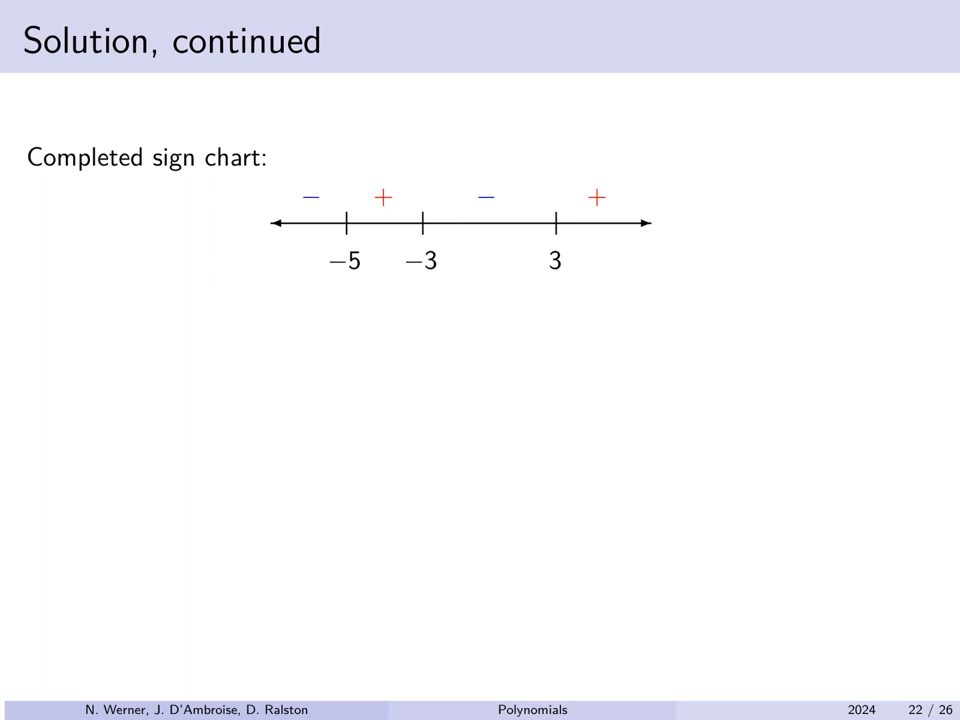 Solution, continued
Completed sign chart:
− + − +
−5 −3 3
N. Werner, J. D'Ambroise, D. Ralston Polynomials 2024 22 / 26